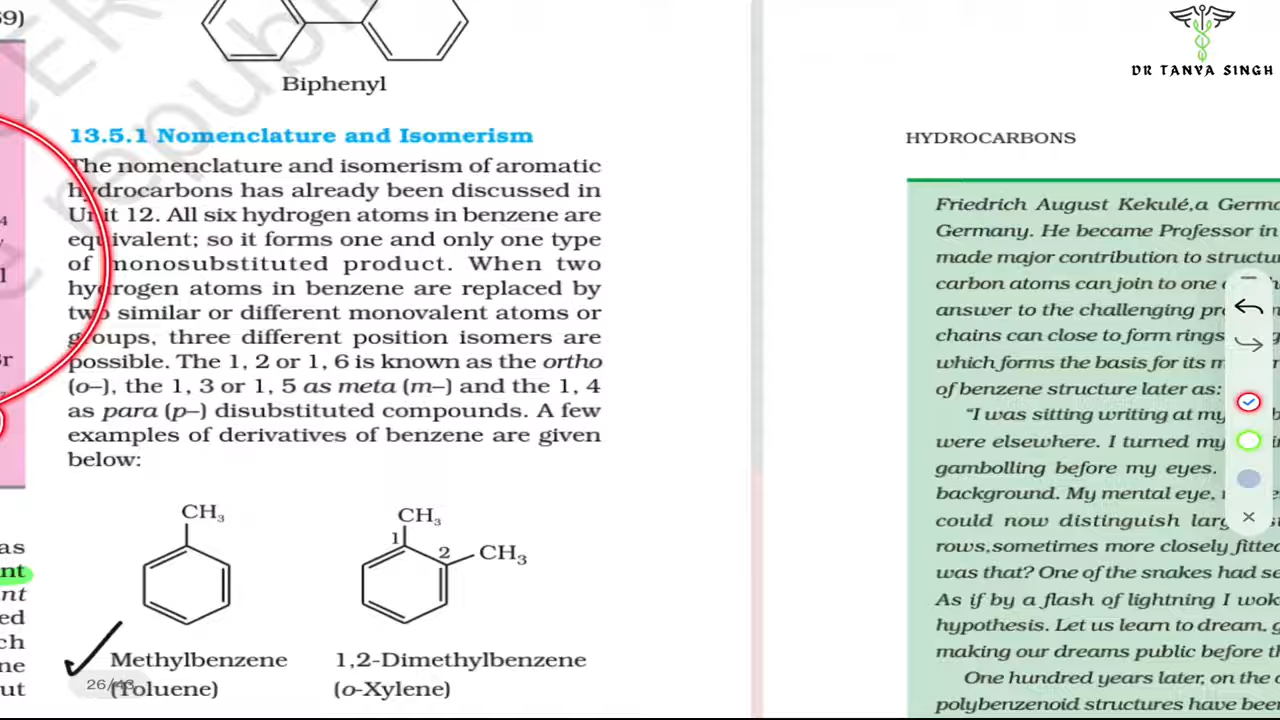 69)
Biphenyl
13.5.1 Nomenclature and Isomerism
The nomenclature and isomerism of aromatic
hydrocarbons has already been discussed in
Unit 12. All six hydrogen atoms in benzene are
equivalent; so it forms one and only one type
of monosubstituted product. When two
hydrogen atoms in benzene are replaced by
two similar or different monovalent atoms or
groups, three different position isomers are
possible. The 1, 2 or 1, 6 is known as the ortho
(o–), the 1, 3 or 1, 5 as meta (m–) and the 1, 4
as para (p–) disubstituted compounds. A few
examples of derivatives of benzene are given
below:
CH₃
CH₃
1
2
CH₃
Methylbenzene
(Toluene)
1,2-Dimethylbenzene
(o-Xylene)
26/43
as
nt
nt
ed
ch
ne
ut
DR TANYA SINGH
HYDROCARBONS
Friedrich August Kekulé,a Germa
Germany. He became Professor in
made major contribution to structu
carbon atoms can join to one
answer to the challenging pr
chains can close to form rings
which forms the basis for its m
of benzene structure later as:
“I was sitting writing at my
were elsewhere. I turned my
gambolling before my eyes.
background. My mental eye,
could now distinguish larg
rows,sometimes more closely fitted
was that? One of the snakes had se
As if by a flash of lightning I wok
hypothesis. Let us learn to dream, g
making our dreams public before th
One hundred years later, on the o
polybenzenoid structures have been